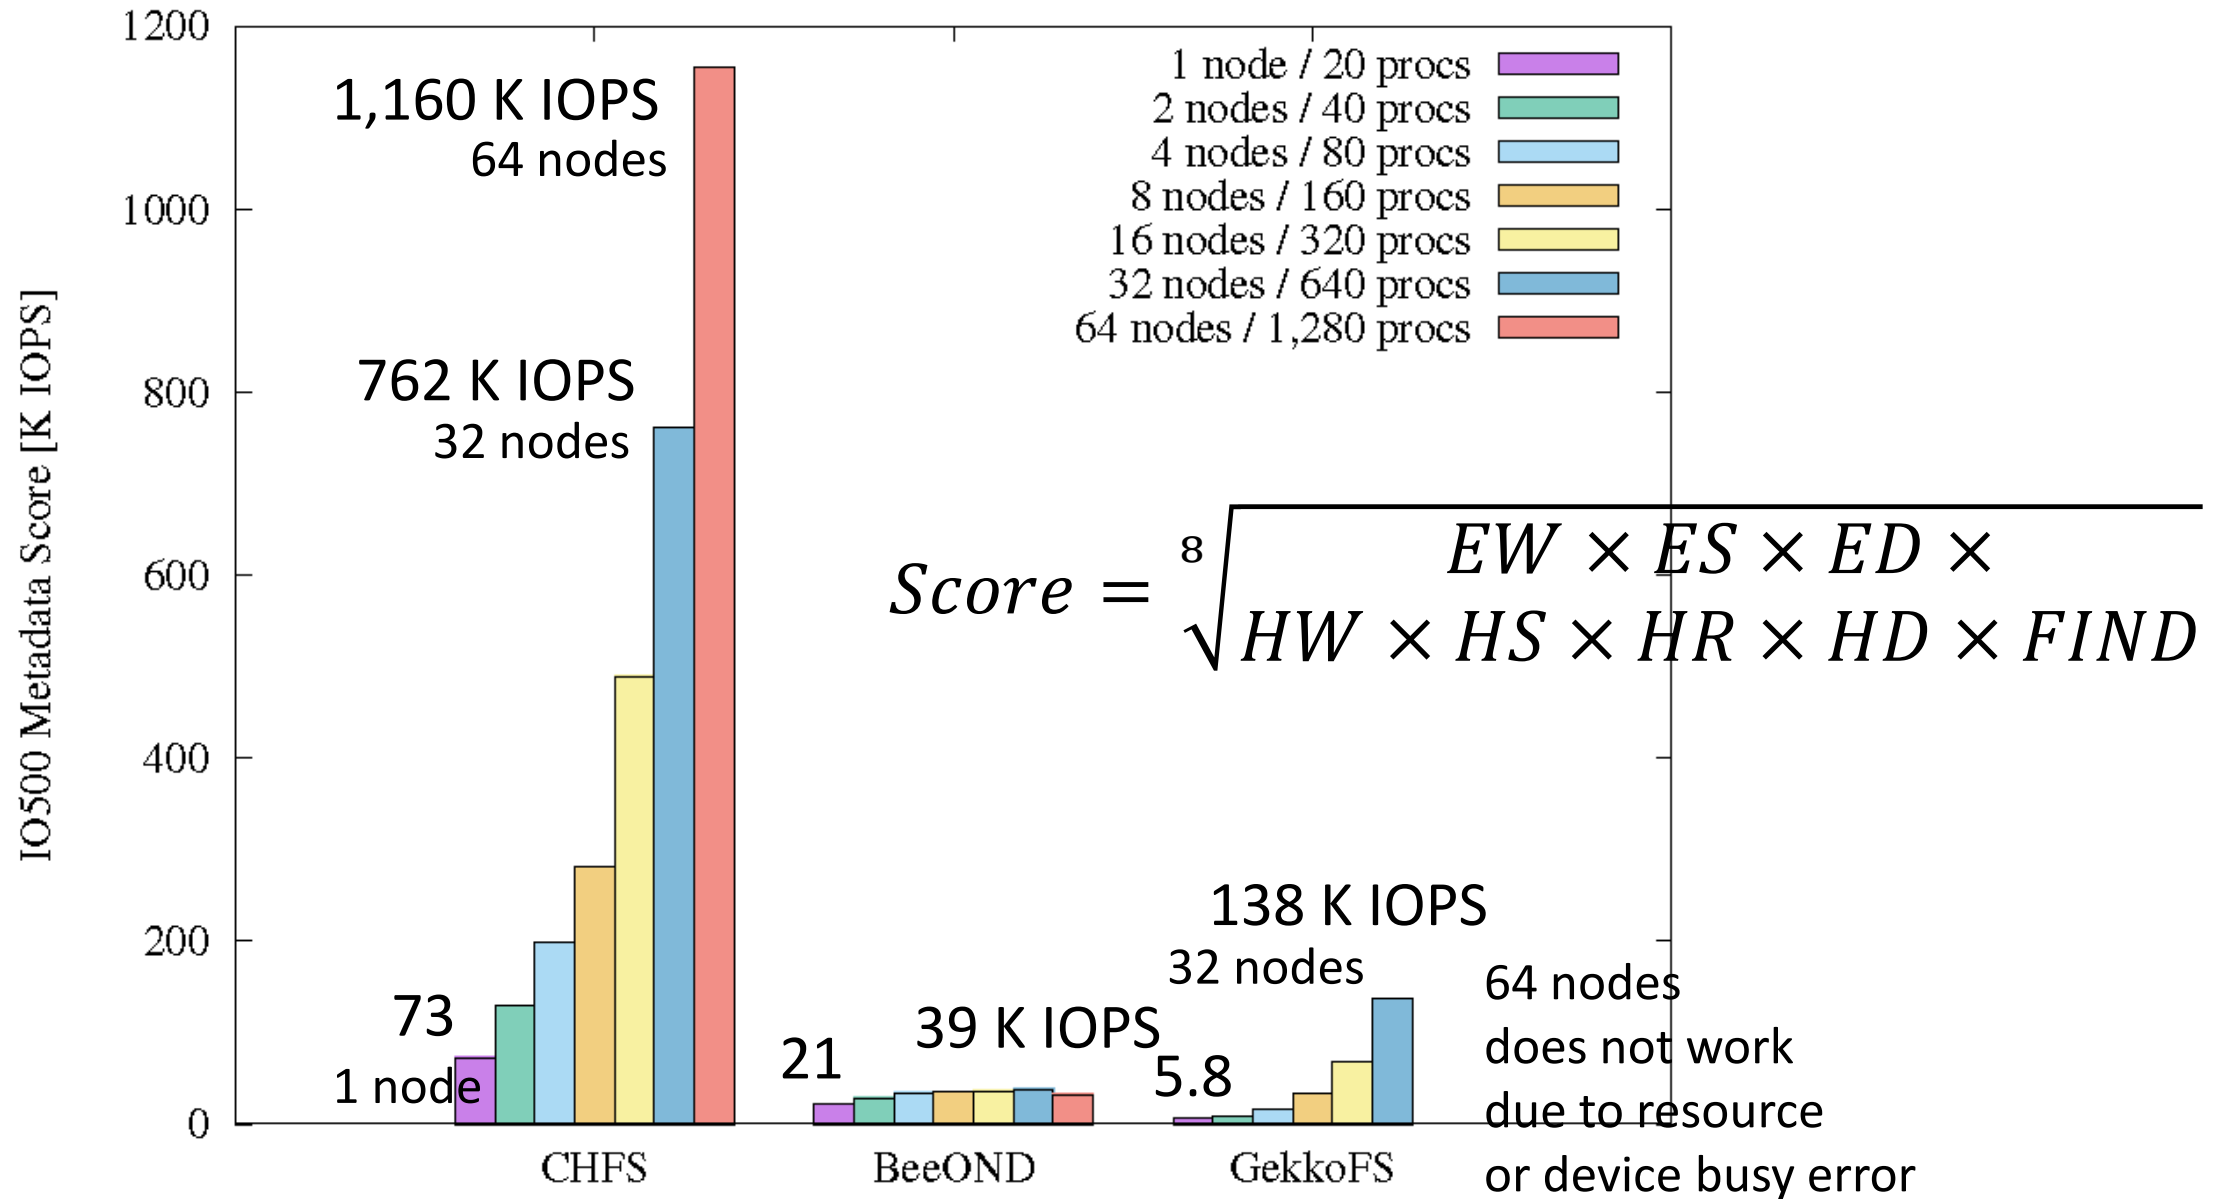 IO500 Metadata Score [K IOPS]
1200
1000
800
600
400
200
0
1 node / 20 procs
2 nodes / 40 procs
4 nodes / 80 procs
8 nodes / 160 procs
16 nodes / 320 procs
32 nodes / 640 procs
64 nodes / 1,280 procs
1,160 K IOPS
64 nodes
762 K IOPS
32 nodes
Score = ⁸√(EW × ES × ED ×
HW × HS × HR × HD × FIND)
73
1 node
21
39 K IOPS
5.8
138 K IOPS
32 nodes
64 nodes
does not work
due to resource
or device busy error
CHFS
BeeOND
GekkoFS